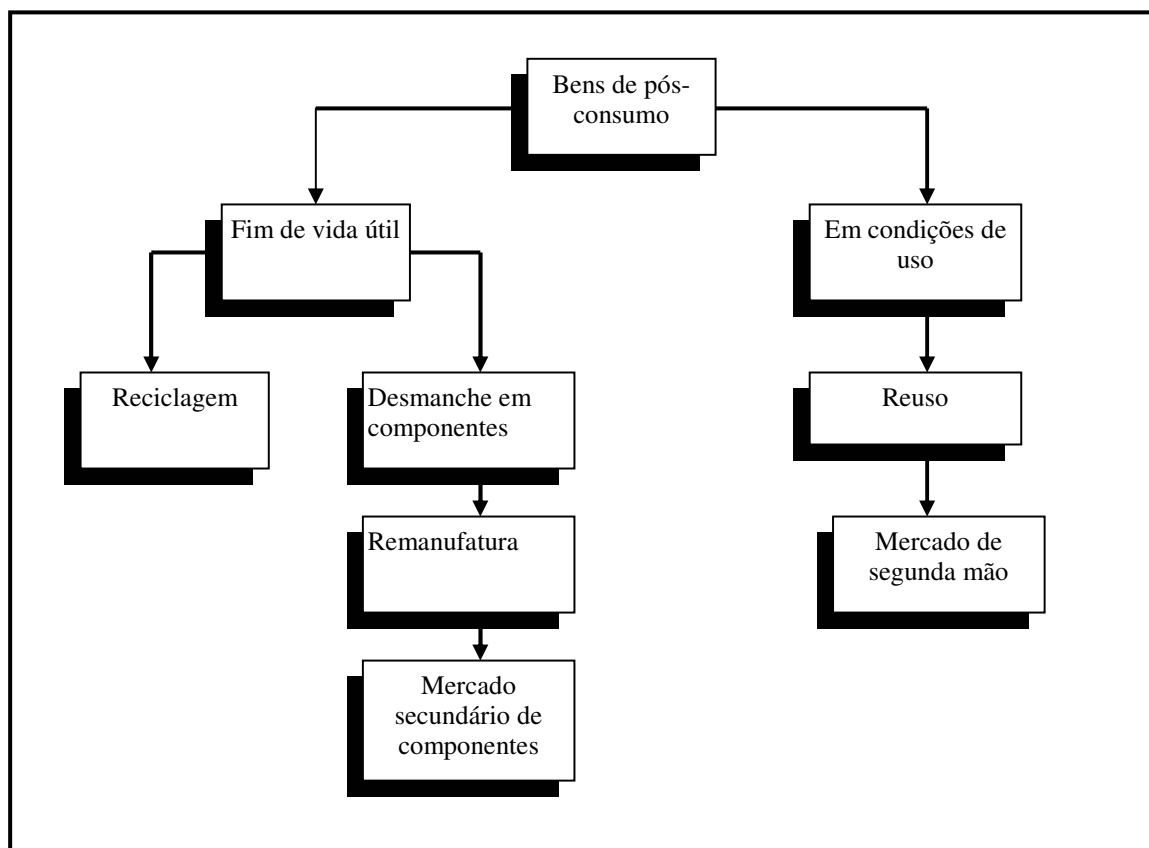 Bens de pós-
consumo
Fim de vida útil
Em condições de
uso
Reciclagem
Desmanche em
componentes
Reuso
Remanufatura
Mercado de
segunda mão
Mercado
secundário de
componentes